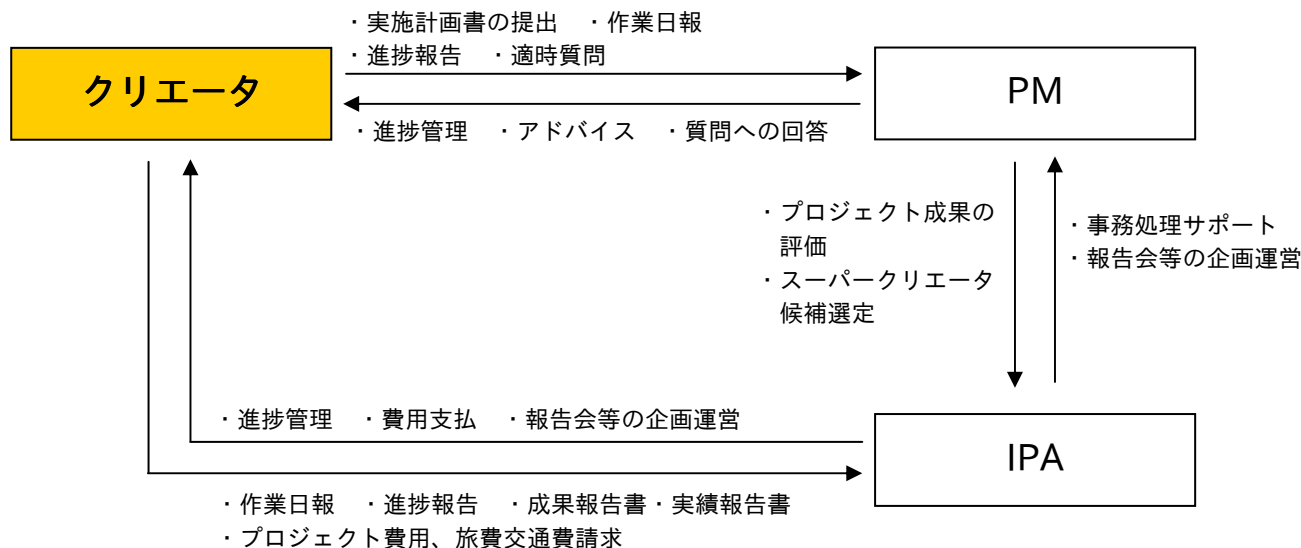 ・実施計画書の提出　・作業日報
・進捗報告　・適時質問
クリエータ
PM
・進捗管理　・アドバイス　・質問への回答
・プロジェクト成果の
評価
・スーパークリエータ
候補選定
・事務処理サポート
・報告会等の企画運営
・進捗管理　・費用支払　・報告会等の企画運営
IPA
・作業日報　・進捗報告　・成果報告書・実績報告書
・プロジェクト費用、旅費交通費請求